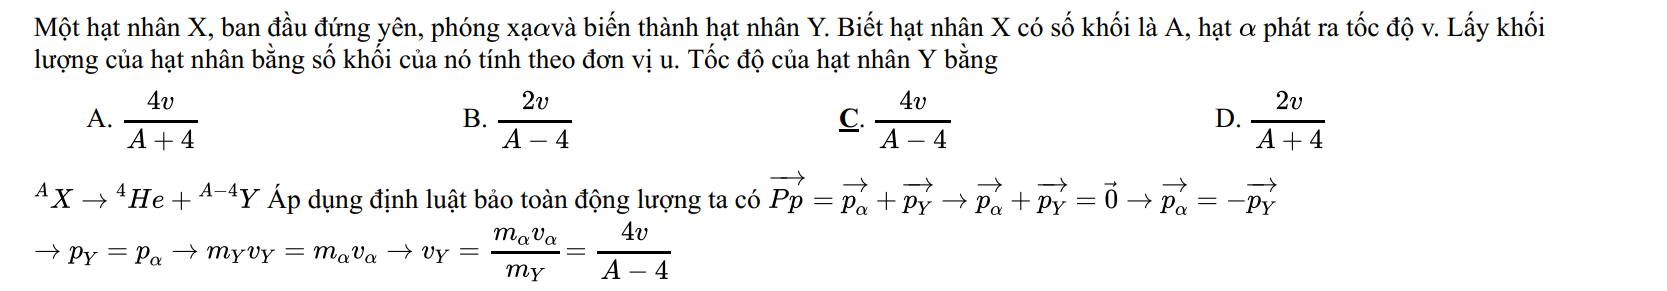 Một hạt nhân X, ban đầu đứng yên, phóng xạαvà biến thành hạt nhân Y. Biết hạt nhân X có số khối là A, hạt α phát ra tốc độ v. Lấy khối
lượng của hạt nhân bằng số khối của nó tính theo đơn vị u. Tốc độ của hạt nhân Y bằng
A. $\frac{4v}{A+4}$ B. $\frac{2v}{A-4}$ C. $\frac{4v}{A-4}$ D. $\frac{2v}{A+4}$
$^{A}X \rightarrow {}^{4}He + {}^{A-4}Y$ Áp dụng định luật bảo toàn động lượng ta có $\overrightarrow{Pp} = \overrightarrow{p_\alpha} + \overrightarrow{p_Y} \rightarrow \overrightarrow{p_\alpha} + \overrightarrow{p_Y} = \vec{0} \rightarrow \overrightarrow{p_\alpha} = -\overrightarrow{p_Y}$
$\rightarrow p_Y = p_\alpha \rightarrow m_Y v_Y = m_\alpha v_\alpha \rightarrow v_Y = \frac{m_\alpha v_\alpha}{m_Y} = \frac{4v}{A-4}$